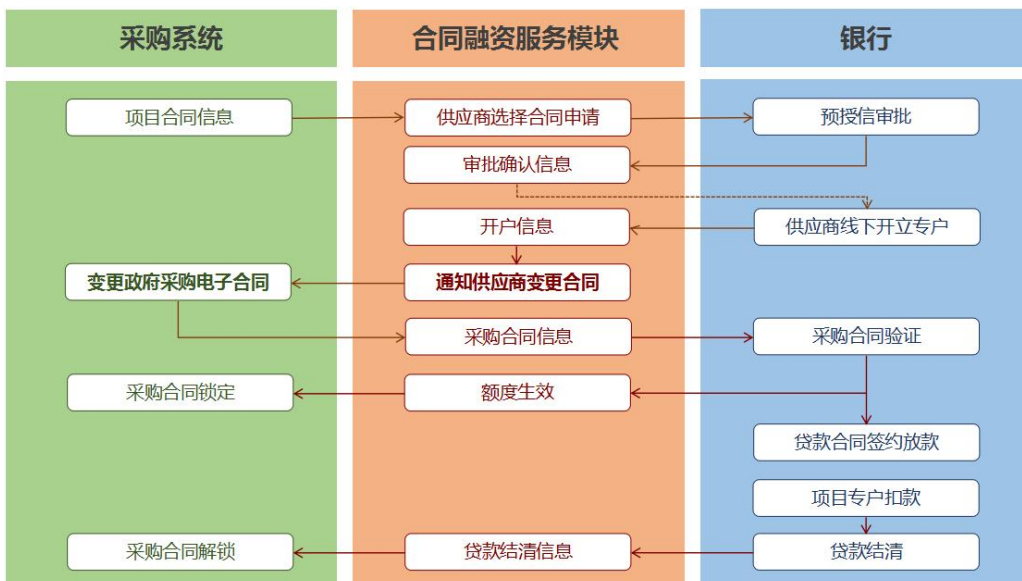 采购系统
合同融资服务模块
银行
项目合同信息
供应商选择合同申请
预授信审批
审批确认信息
开户信息
供应商线下开立专户
变更政府采购电子合同
通知供应商变更合同
采购合同信息
采购合同验证
采购合同锁定
额度生效
贷款合同签约放款
项目专户扣款
采购合同解锁
贷款结清信息
贷款结清